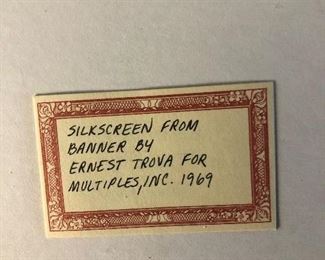 SILKSCREEN FROM
BANNER BY
ERNEST TROVA FOR
MULTIPLES, INC. 1969